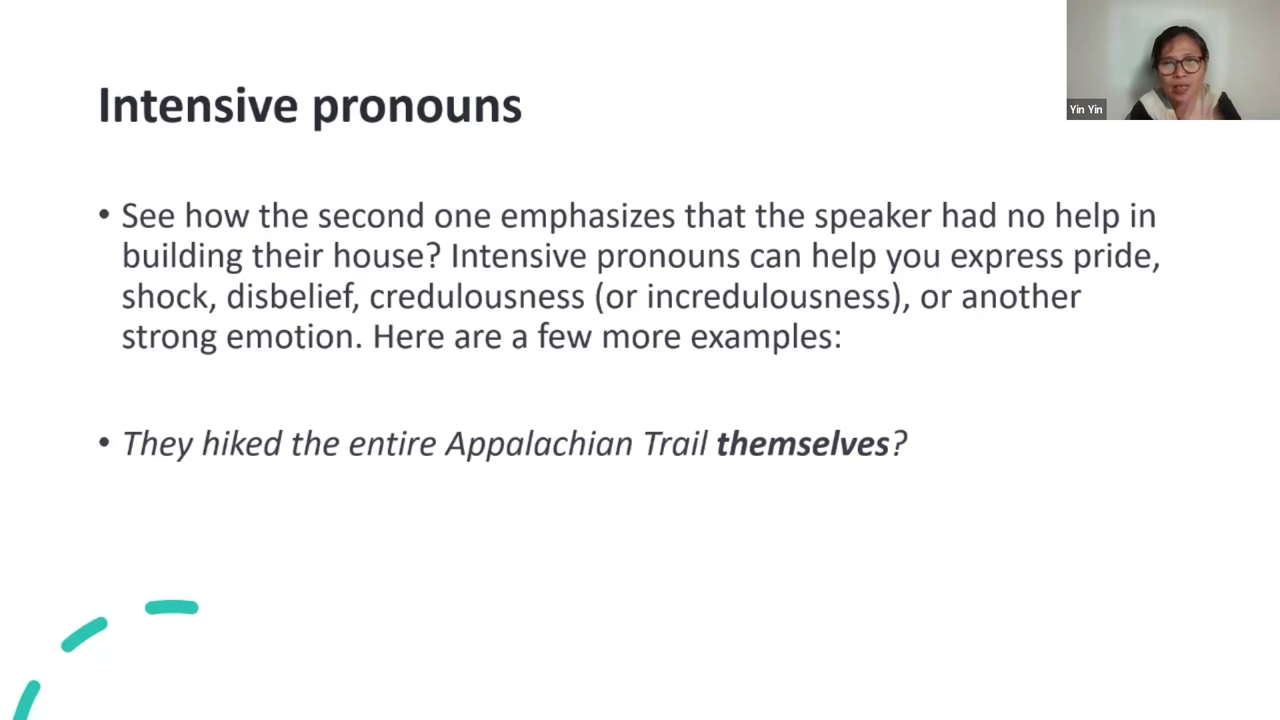 Intensive pronouns
Yin Yin
• See how the second one emphasizes that the speaker had no help in
building their house? Intensive pronouns can help you express pride,
shock, disbelief, credulousness (or incredulousness), or another
strong emotion. Here are a few more examples:
• They hiked the entire Appalachian Trail themselves?